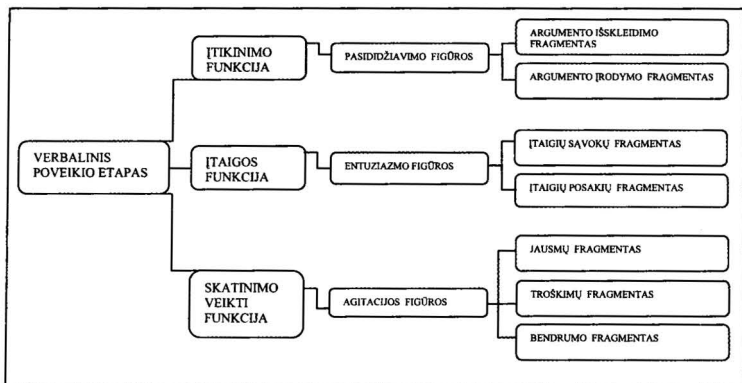 VERBALINIS
POVEIKIO ETAPAS
ĮTIKINIMO
FUNKCIJA
PASIDIDŽIAVIMO FIGŪROS
ARGUMENTO IŠSKLEIDIMO
FRAGMENTAS
ARGUMENTO ĮRODYMO FRAGMENTAS
ĮTAIGOS
FUNKCIJA
ENTUZIAZMO FIGŪROS
ĮTAIGIŲ SĄVOKŲ FRAGMENTAS
ĮTAIGIŲ POSAKIŲ FRAGMENTAS
SKATINIMO
VEIKTI
FUNKCIJA
AGITACIJOS FIGŪROS
JAUSMŲ FRAGMENTAS
TROŠKIMŲ FRAGMENTAS
BENDRUMO FRAGMENTAS